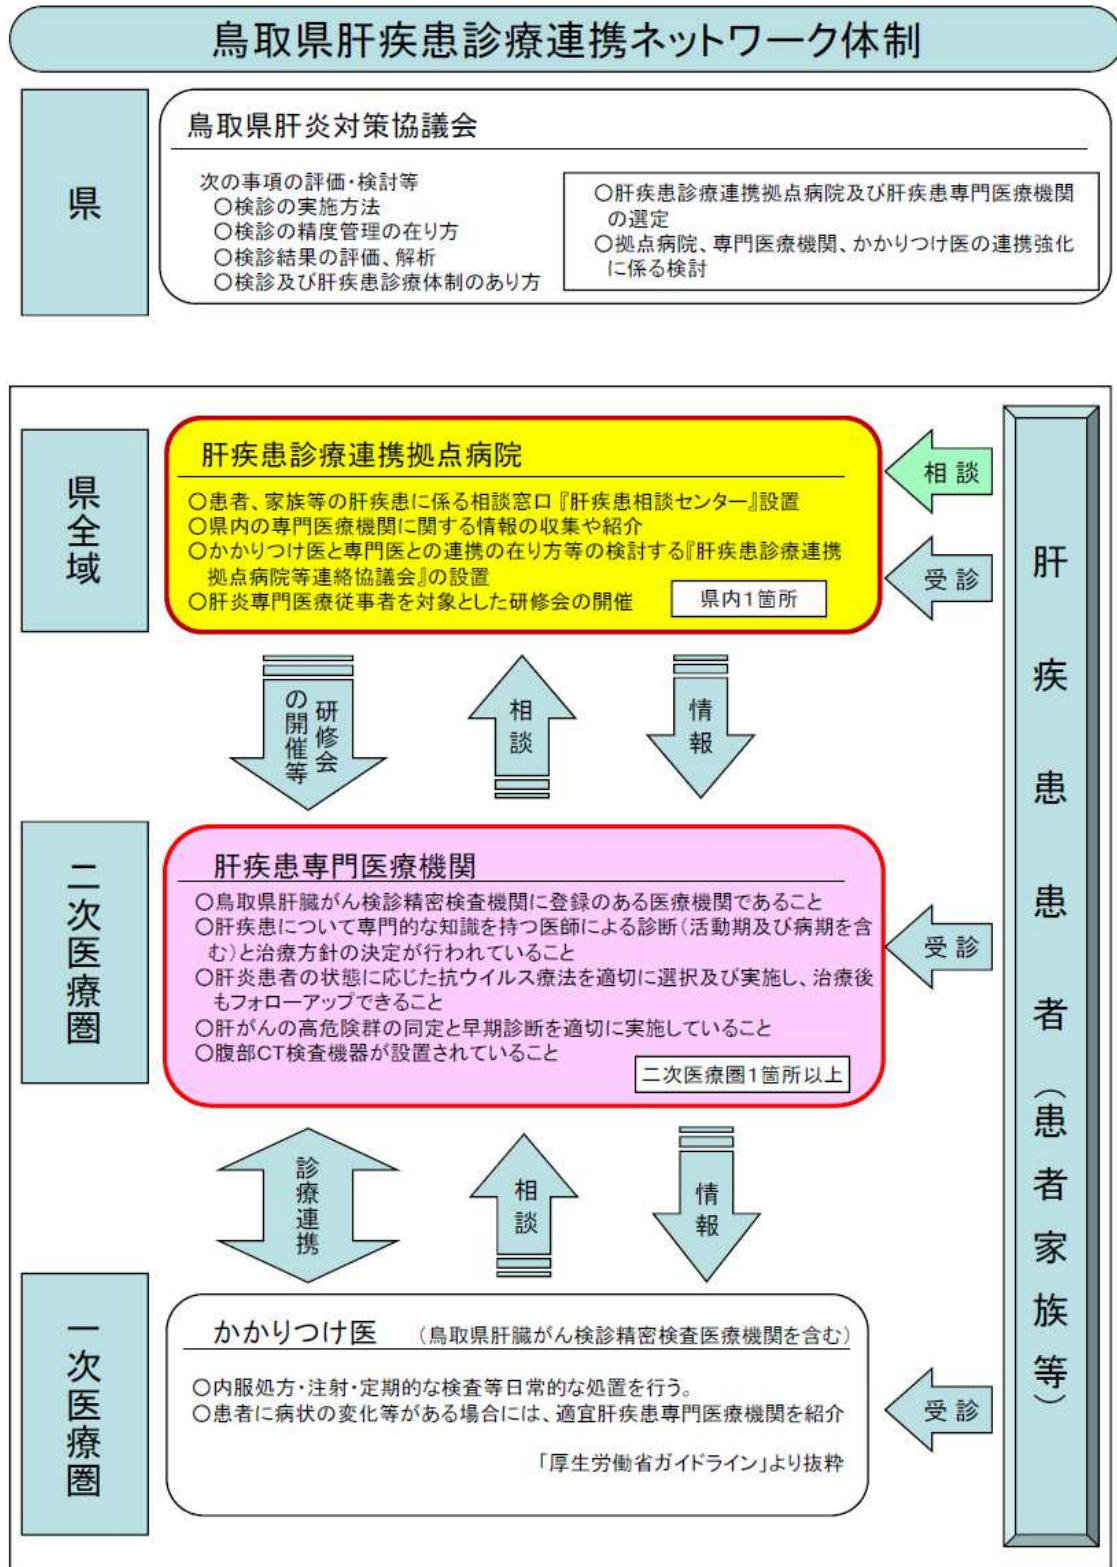 鳥取県肝疾患診療連携ネットワーク体制
県
鳥取県肝炎対策協議会
次の事項の評価・検討等
○検診の実施方法
○検診の精度管理の在り方
○検診結果の評価、解析
○検診及び肝疾患診療体制のあり方
○肝疾患診療連携拠点病院及び肝疾患専門医療機関
の選定
○拠点病院、専門医療機関、かかりつけ医の連携強化
に係る検討
県全域
肝疾患診療連携拠点病院
○患者、家族等の肝疾患に係る相談窓口『肝疾患相談センター』設置
○県内の専門医療機関に関する情報の収集や紹介
○かかりつけ医と専門医との連携の在り方等の検討する『肝疾患診療連携
拠点病院等連絡協議会』の設置
○肝炎専門医療従事者を対象とした研修会の開催
県内1箇所
相談
受診
肝疾患者(患者家族等)
研修会
の開催等
相談
情報
二次医療圏
肝疾患専門医療機関
○鳥取県肝臓がん検診精密検査機関に登録のある医療機関であること
○肝疾患について専門的な知識を持つ医師による診断(活動期及び病期を含
む)と治療方針の決定が行われていること
○肝炎患者の状態に応じた抗ウイルス療法を適切に選択及び実施し、治療後
もフォローアップできること
○肝がんの高危険群の同定と早期診断を適切に実施していること
○腹部CT検査機器が設置されていること
二次医療圏1箇所以上
受診
診療連携
相談
情報
一次医療圏
かかりつけ医 (鳥取県肝臓がん検診精密検査医療機関を含む)
○内服処方・注射・定期的な検査等日常的な処置を行う。
○患者に病状の変化等がある場合には、適宜肝疾患専門医療機関を紹介
「厚生労働省ガイドライン」より抜粋
受診